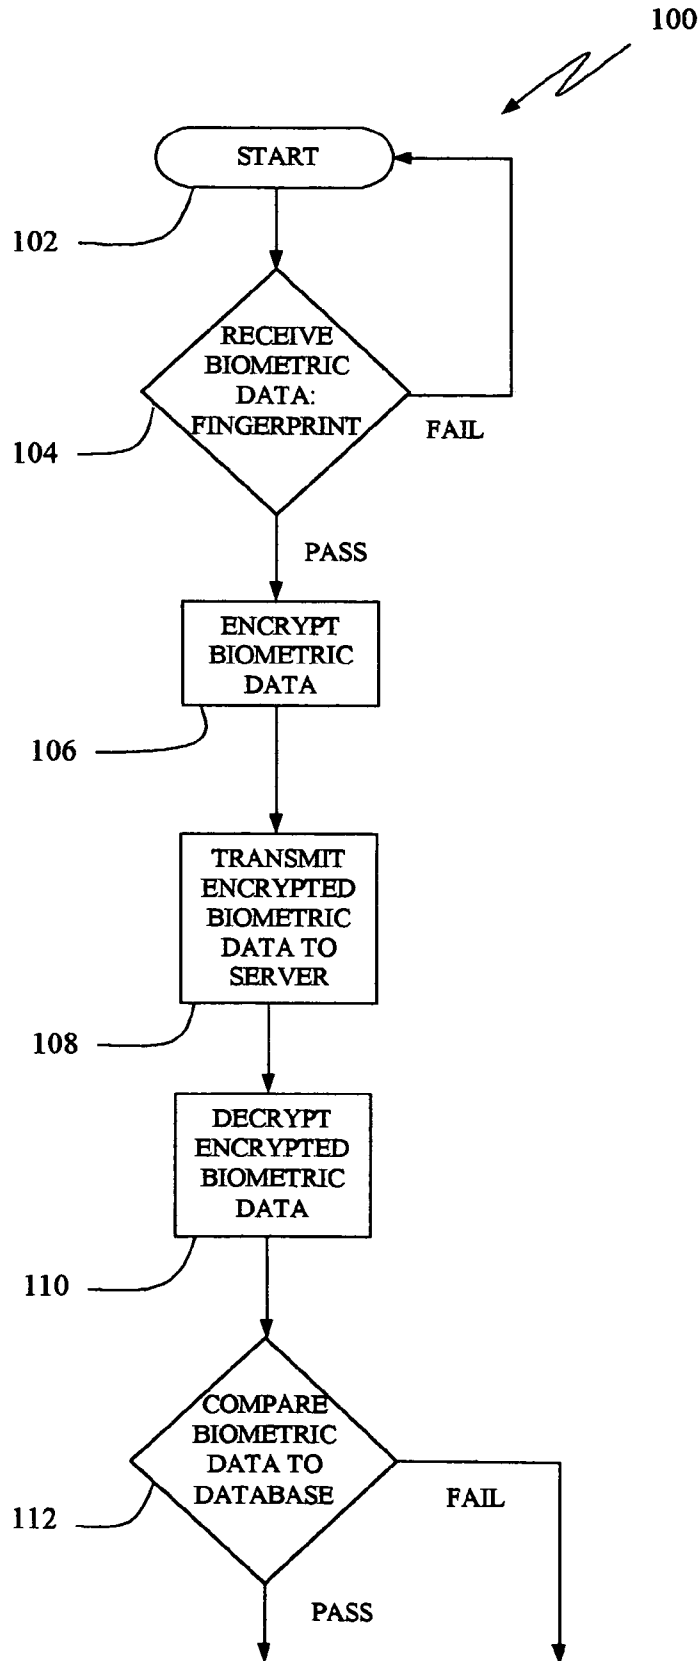 100
START
102
RECEIVE
BIOMETRIC
DATA:
FINGERPRINT
104
FAIL
PASS
ENCRYPT
BIOMETRIC
DATA
106
TRANSMIT
ENCRYPTED
BIOMETRIC
DATA TO
SERVER
108
DECRYPT
ENCRYPTED
BIOMETRIC
DATA
110
COMPARE
BIOMETRIC
DATA TO
DATABASE
112
FAIL
PASS